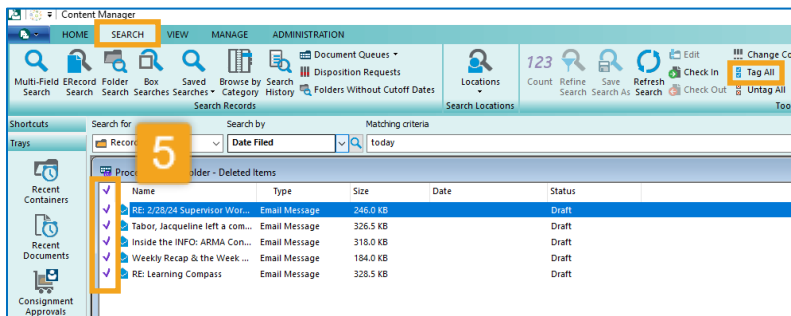 Content Manager
HOME SEARCH VIEW MANAGE ADMINISTRATION
Multi-Field Search
ERecord Search
Folder Search
Box Searches
Saved Searches
Browse by Category
Search History
Document Queues
Disposition Requests
Folders Without Cutoff Dates
Search Records
Locations
Search Locations
123
Count
Refine Search
Save Search As
Refresh Search
Edit
Check In
Check Out
Change Co
Tag All
Untag All
Too
Shortcuts
Trays
Recent Containers
Recent Documents
Consignment Approvals
Search for Search by Matching criteria
Record Date Filed today
5
Proce older - Deleted Items
Name Type Size Date Status
RE: 2/28/24 Supervisor Wor... Email Message 246.0 KB Draft
Tabor, Jacqueline left a com... Email Message 326.5 KB Draft
Inside the INFO: ARMA Con... Email Message 318.0 KB Draft
Weekly Recap & the Week ... Email Message 184.0 KB Draft
RE: Learning Compass Email Message 328.5 KB Draft